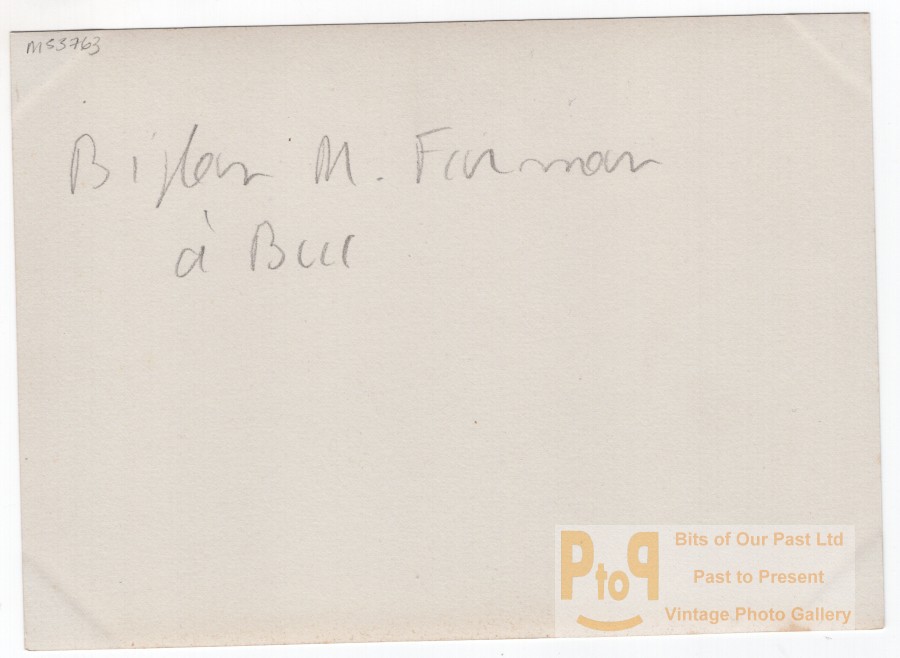 MS3763
Biplan M. Farman
à Buc
PtoP
Bits of Our Past Ltd
Past to Present
Vintage Photo Gallery